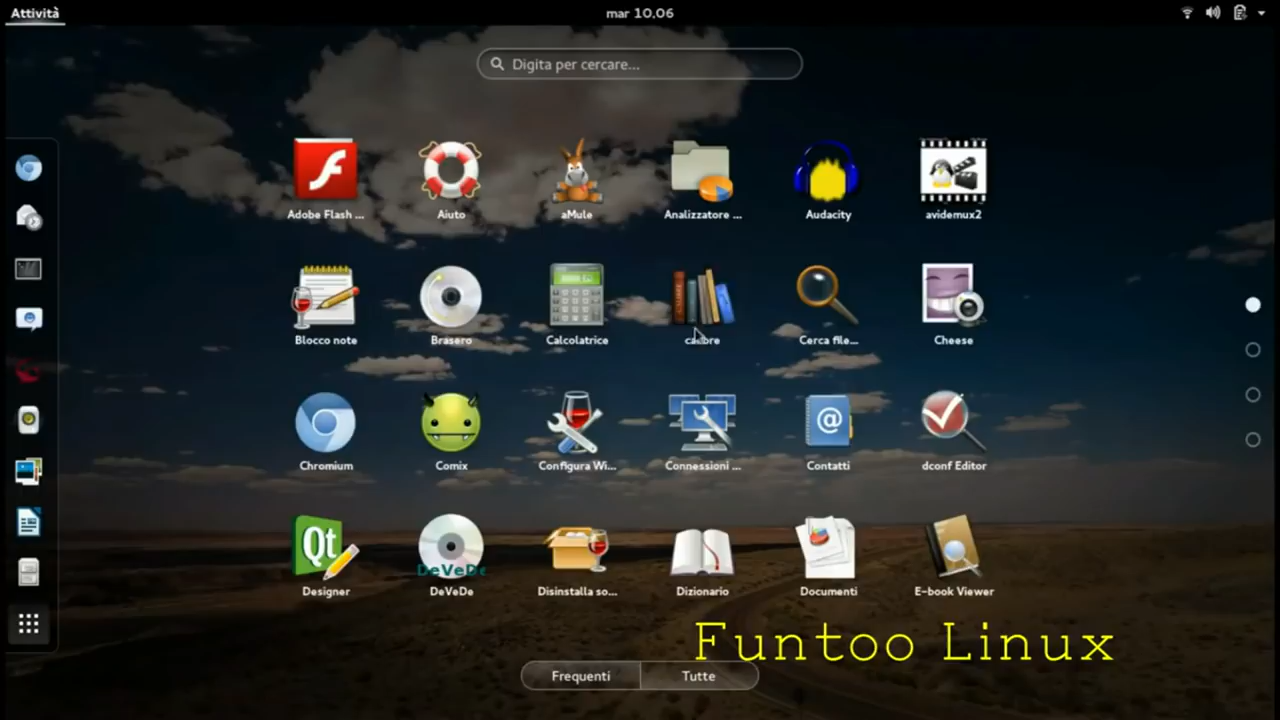 Attività
mar 10.06
Digita per cercare...
Adobe Flash ...
Aiuto
aMule
Analizzatore ...
Audacity
avidemux2
Blocco note
Brasero
Calcolatrice
calibre
Cerca file...
Cheese
Chromium
Comix
Configura Wi...
Connessioni ...
Contatti
dconf Editor
Qt
DeVeDe
Designer
DeVeDe
Disinstalla so...
Dizionario
Documenti
E-book Viewer
Funtoo Linux
Frequenti
Tutte